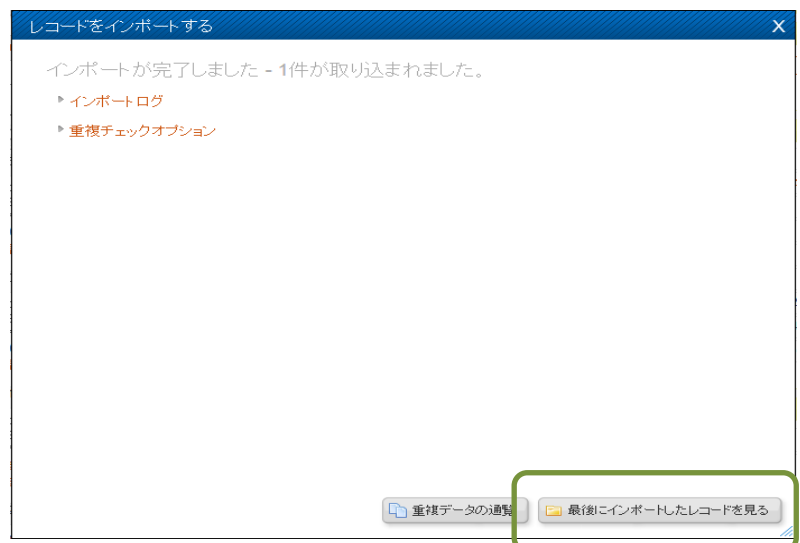 レコードをインポートする X
インポートが完了しました - 1件が取り込まれました。
インポートログ
重複チェックオプション
重複データの通覧
最後にインポートしたレコードを見る